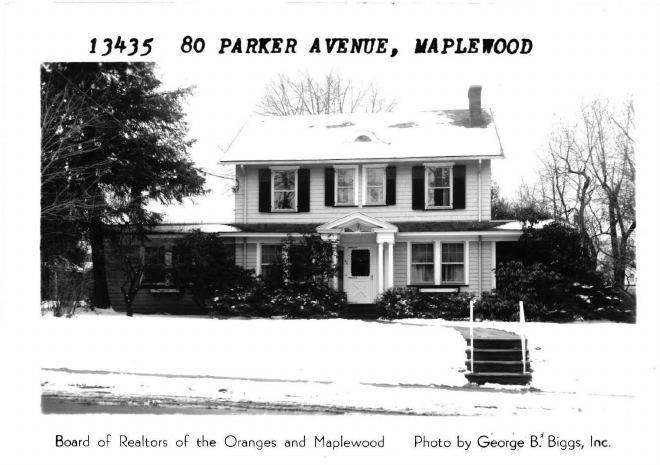 13435 80 PARKER AVENUE, MAPLEWOOD
Board of Realtors of the Oranges and Maplewood Photo by George B. Biggs, Inc.